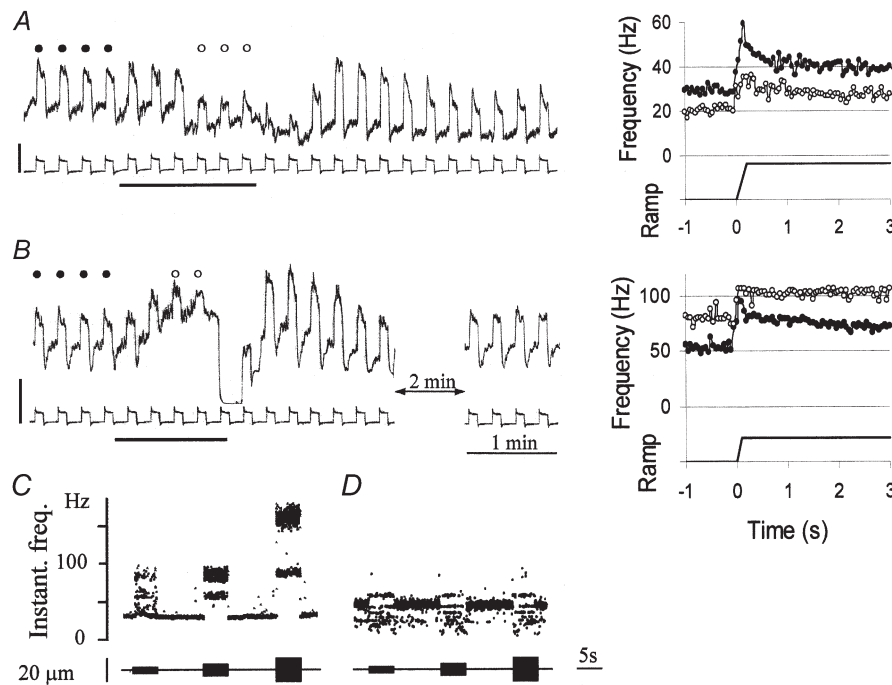 A
60
40
20
0
Frequency (Hz)
Ramp
-1 0 1 2 3
B
2 min
1 min
100
50
0
Frequency (Hz)
Ramp
-1 0 1 2 3
Time (s)
C
Hz
100
0
Instant. freq.
20 μm
D
5s